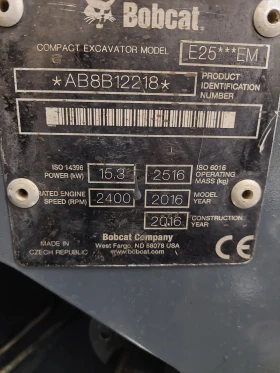 Bobcat
COMPACT EXCAVATOR MODEL E25***EM
*AB8B12218* PRODUCT IDENTIFICATION NUMBER
ISO 14396 POWER (kW) 15.3 2516 ISO 6016 OPERATING MASS (kg)
RATED ENGINE SPEED (RPM) 2400 2016 MODEL YEAR
2016 CONSTRUCTION YEAR
MADE IN CZECH REPUBLIC
Bobcat Company
West Fargo, ND 58078 USA
www.bobcat.com
CE